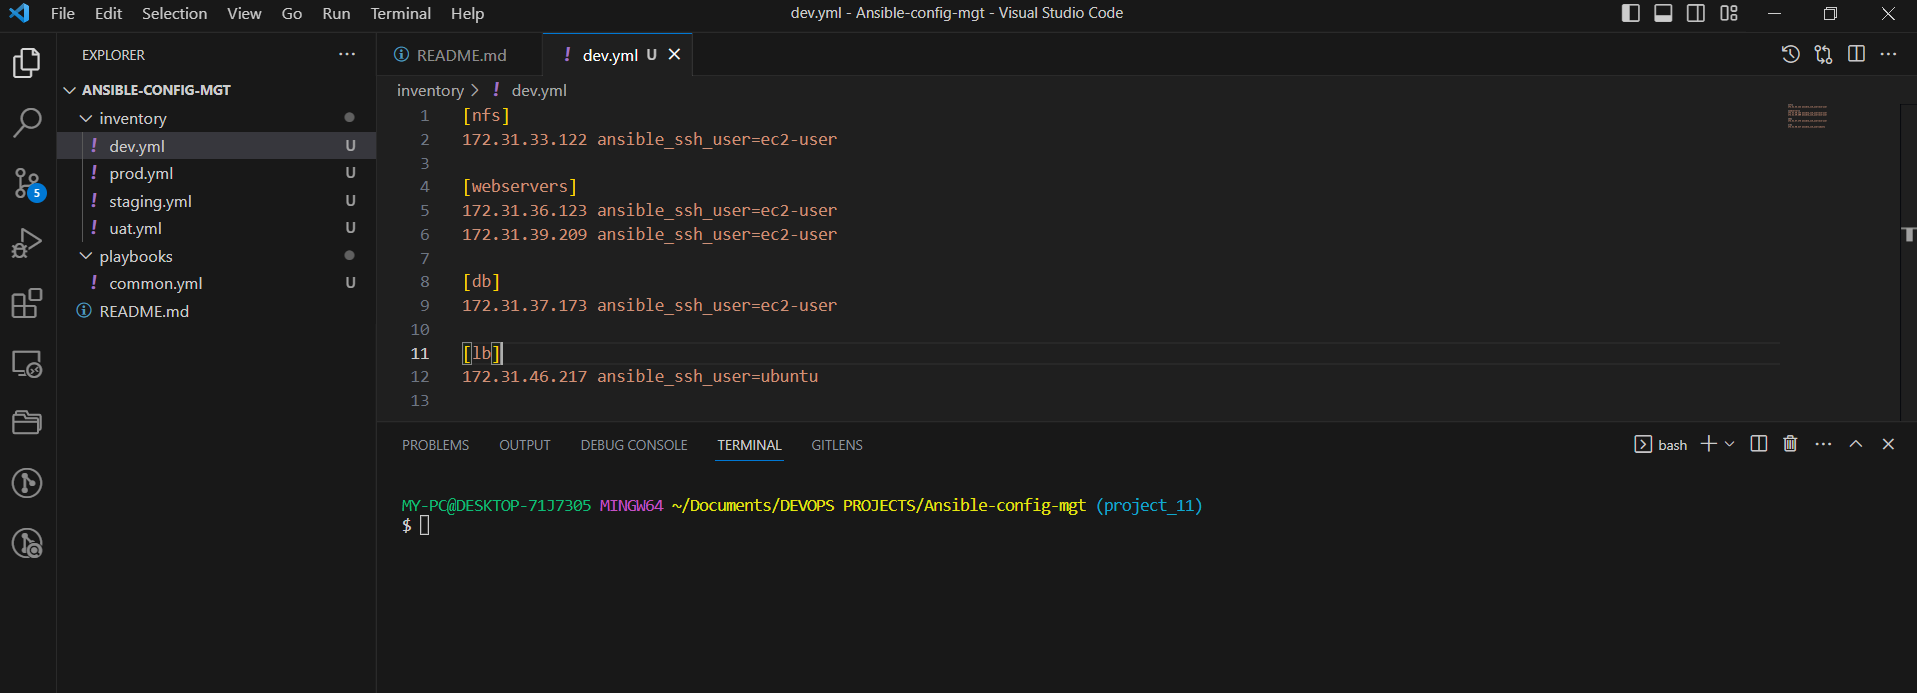 File Edit Selection View Go Run Terminal Help dev.yml - Ansible-config-mgt - Visual Studio Code
EXPLORER
ANSIBLE-CONFIG-MGT
inventory
! dev.yml U
! prod.yml U
! staging.yml U
! uat.yml U
playbooks
! common.yml U
README.md
5
README.md ! dev.yml U
inventory > ! dev.yml
1 [nfs]
2 172.31.33.122 ansible_ssh_user=ec2-user
3
4 [webservers]
5 172.31.36.123 ansible_ssh_user=ec2-user
6 172.31.39.209 ansible_ssh_user=ec2-user
7
8 [db]
9 172.31.37.173 ansible_ssh_user=ec2-user
10
11 [lb]
12 172.31.46.217 ansible_ssh_user=ubuntu
13
PROBLEMS OUTPUT DEBUG CONSOLE TERMINAL GITLENS bash
MY-PC@DESKTOP-71J7305 MINGW64 ~/Documents/DEVOPS PROJECTS/Ansible-config-mgt (project_11)
$